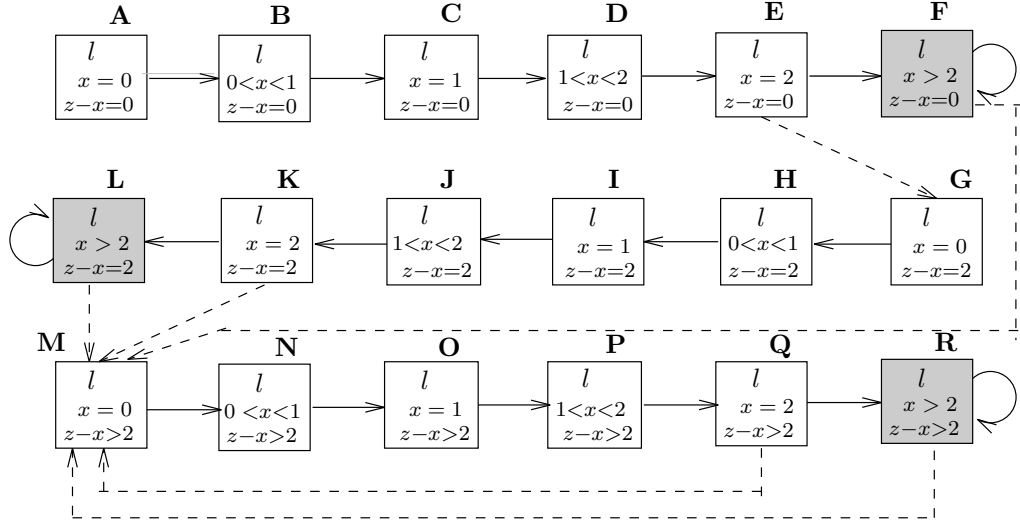 A B C D E F
l l l l l l
x = 0 0<x<1 x = 1 1<x<2 x = 2 x > 2
z−x=0 z−x=0 z−x=0 z−x=0 z−x=0 z−x=0
L K J I H G
l l l l l l
x > 2 x = 2 1<x<2 x = 1 0<x<1 x = 0
z−x=2 z−x=2 z−x=2 z−x=2 z−x=2 z−x=2
M N O P Q R
l l l l l l
x = 0 0 <x<1 x = 1 1<x<2 x = 2 x > 2
z−x>2 z−x>2 z−x>2 z−x>2 z−x>2 z−x>2